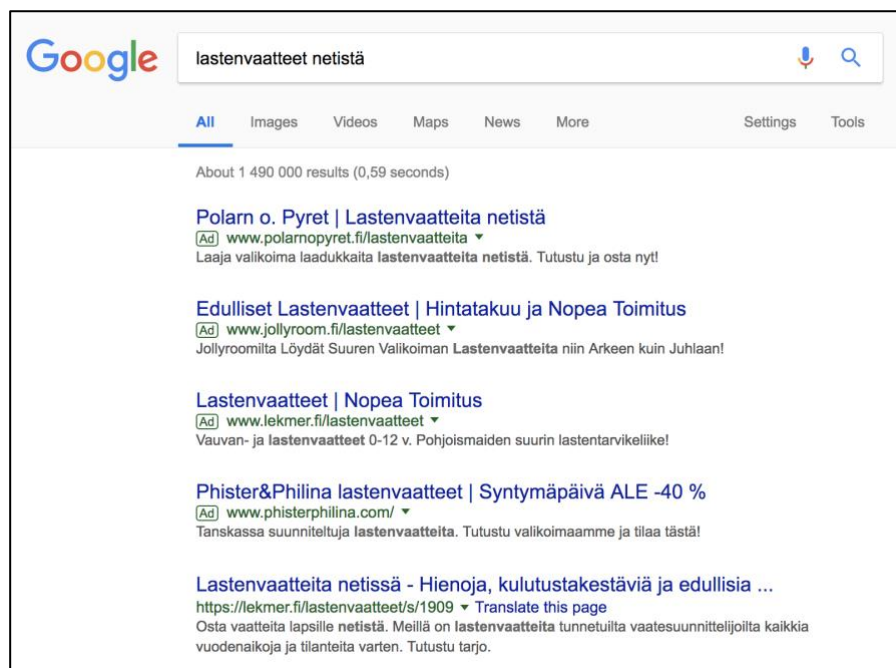 Google
lastenvaatteet netistä
All Images Videos Maps News More Settings Tools
About 1 490 000 results (0,59 seconds)
Polarn o. Pyret | Lastenvaatteita netistä
Ad www.polarnopyret.fi/lastenvaatteita
Laaja valikoima laadukkaita lastenvaatteita netistä. Tutustu ja osta nyt!
Edulliset Lastenvaatteet | Hintatakuu ja Nopea Toimitus
Ad www.jollyroom.fi/lastenvaatteet
Jollyroomilta Löydät Suuren Valikoiman Lastenvaatteita niin Arkeen kuin Juhlaan!
Lastenvaatteet | Nopea Toimitus
Ad www.lekmer.fi/lastenvaatteet
Vauvan- ja lastenvaatteet 0-12 v. Pohjoismaiden suurin lastentarvikeliike!
Phister&Philina lastenvaatteet | Syntymäpäivä ALE -40 %
Ad www.phisterphilina.com/
Tanskassa suunniteltuja lastenvaatteita. Tutustu valikoimaamme ja tilaa tästä!
Lastenvaatteita netissä - Hienoja, kulutustakestäviä ja edullisia ...
https://lekmer.fi/lastenvaatteet/s/1909 Translate this page
Osta vaatteita lapsille netistä. Meillä on lastenvaatteita tunnetuilta vaatesuunnittelijoilta kaikkia
vuodenaikoja ja tilanteita varten. Tutustu tarjo.